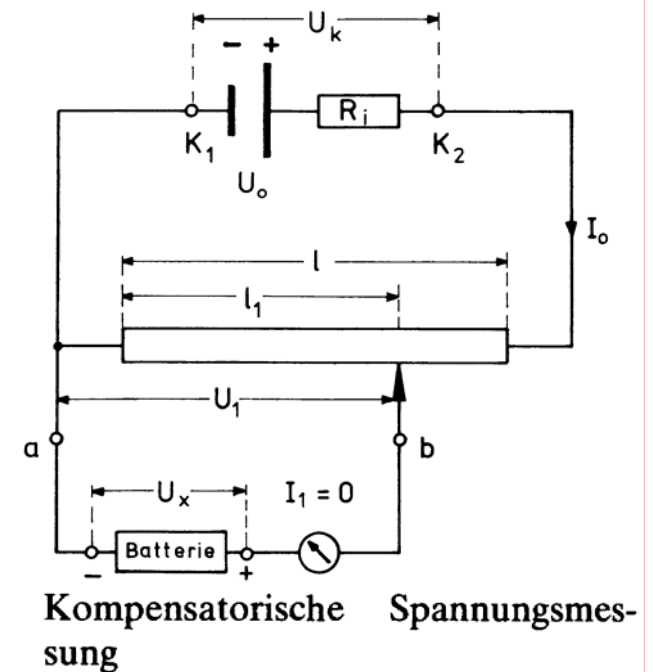 U_k
- +
K_1 R_i K_2
U_o
I_o
l
l_1
U_1
a b
U_x I_1 = 0
Batterie
- +
Kompensatorische Spannungsmes-
sung